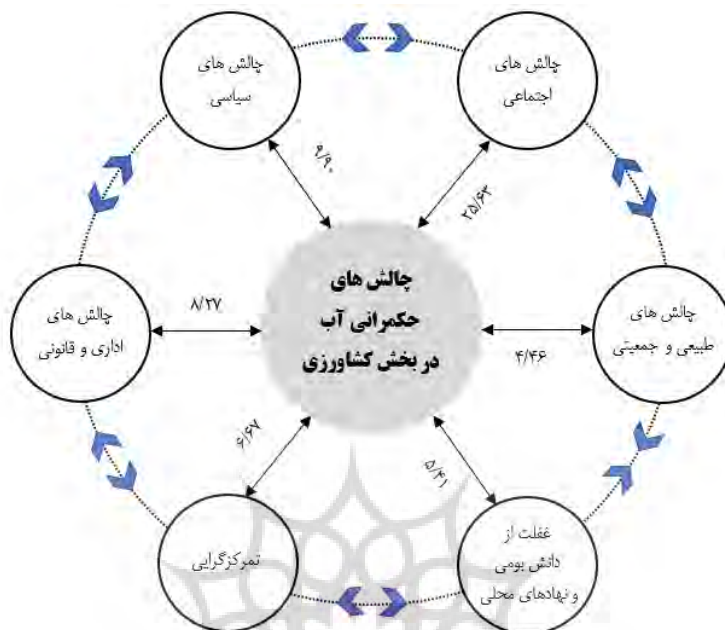 چالش های
اجتماعی
چالش های
سیاسی
۲۵/۶۳
۹/۹۰
چالش های
حکمرانی آب
در بخش کشاورزی
چالش های
طبیعی و جمعیتی
۴/۴۶
۸/۲۷
چالش های
اداری و قانونی
۵/۴۱
۶/۶۷
غفلت از
دانش بومی
و نهادهای محلی
تمرکزگرایی